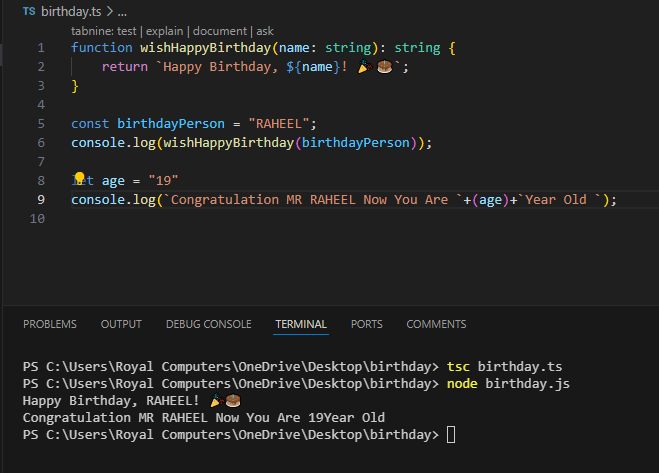 TS birthday.ts > ...
tabnine: test | explain | document | ask
1 function wishHappyBirthday(name: string): string {
2 return `Happy Birthday, ${name}! 🎉🎂`;
3 }
4
5 const birthdayPerson = "RAHEEL";
6 console.log(wishHappyBirthday(birthdayPerson));
7
8 let age = "19"
9 console.log(`Congratulation MR RAHEEL Now You Are `+(age)+`Year Old `);
10
PROBLEMS OUTPUT DEBUG CONSOLE TERMINAL PORTS COMMENTS
PS C:\Users\Royal Computers\OneDrive\Desktop\birthday> tsc birthday.ts
PS C:\Users\Royal Computers\OneDrive\Desktop\birthday> node birthday.js
Happy Birthday, RAHEEL! 🎉🎂
Congratulation MR RAHEEL Now You Are 19Year Old
PS C:\Users\Royal Computers\OneDrive\Desktop\birthday>